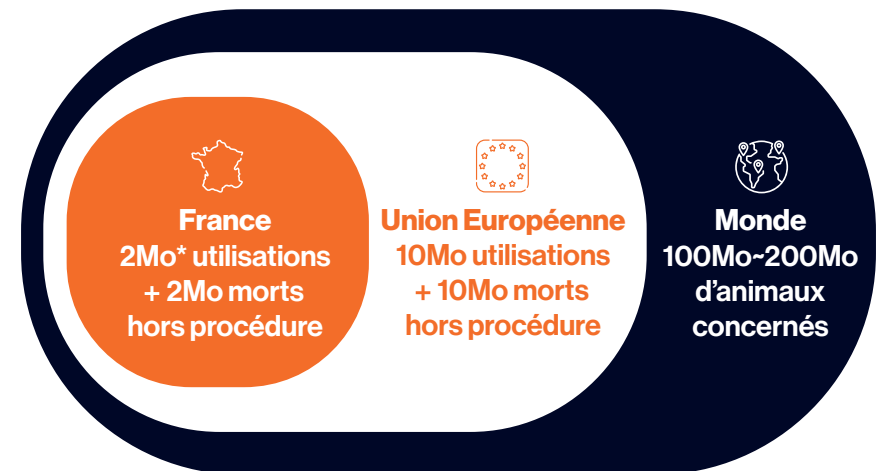 France
2Mo* utilisations
+ 2Mo morts
hors procédure
Union Européenne
10Mo utilisations
+ 10Mo morts
hors procédure
Monde
100Mo~200Mo
d'animaux
concernés